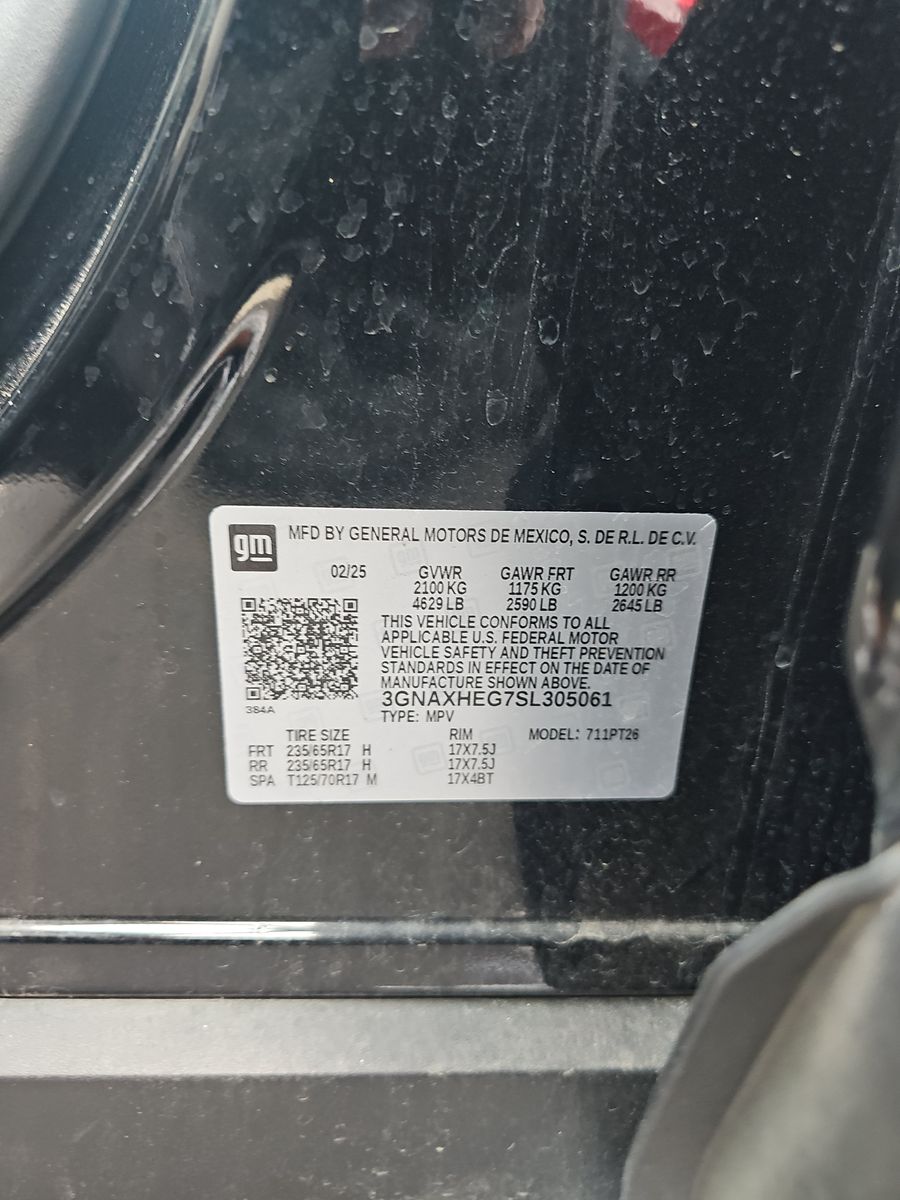 gm MFD BY GENERAL MOTORS DE MEXICO, S. DE R.L. DE C.V.
02/25 GVWR GAWR FRT GAWR RR
2100 KG 1175 KG 1200 KG
4629 LB 2590 LB 2645 LB
THIS VEHICLE CONFORMS TO ALL
APPLICABLE U.S. FEDERAL MOTOR
VEHICLE SAFETY AND THEFT PREVENTION
STANDARDS IN EFFECT ON THE DATE OF
MANUFACTURE SHOWN ABOVE.
3GNAXHEG7SL305061
384A
TYPE: MPV
TIRE SIZE RIM MODEL: 711PT26
FRT 235/65R17 H 17X7.5J
RR 235/65R17 H 17X7.5J
SPA T125/70R17 M 17X4BT